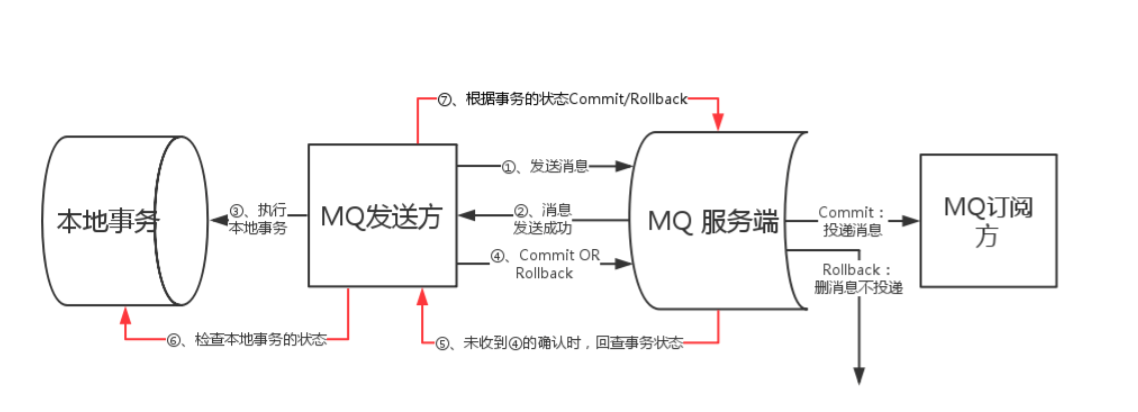 ⑦、根据事务的状态Commit/Rollback
①、发送消息
本地事务
③、执行
本地事务
MQ发送方
②、消息
发送成功
MQ 服务端
Commit：
投递消息
MQ订阅
方
④、Commit OR
Rollback
Rollback：
删消息不投递
⑥、检查本地事务的状态
⑤、未收到④的确认时，回查事务状态